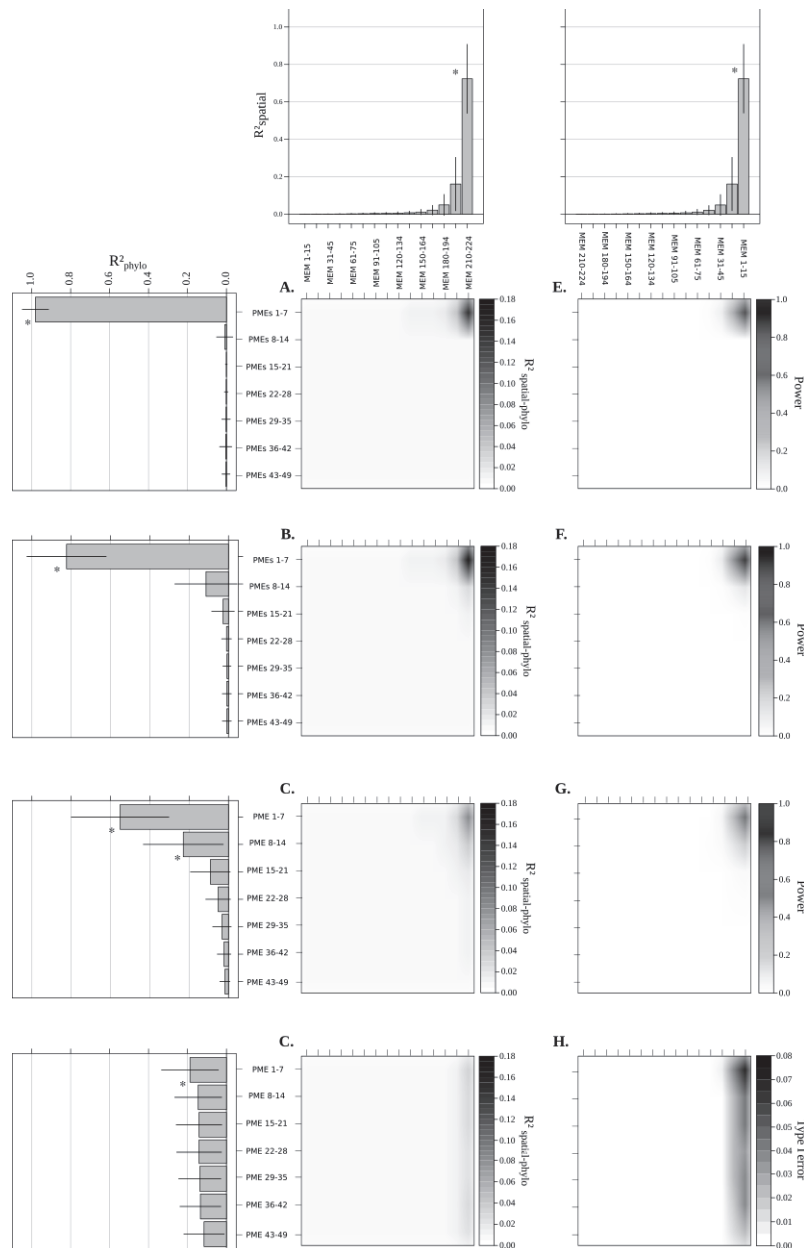 1.0
0.8
0.6
0.4
0.2
0.0
R²spatial
*
*
MEM 1-15
MEM 31-45
MEM 61-75
MEM 91-105
MEM 120-134
MEM 150-164
MEM 180-194
MEM 210-224
MEM 210-224
MEM 180-194
MEM 150-164
MEM 120-134
MEM 91-105
MEM 61-75
MEM 31-45
MEM 1-15
R²phylo
1.0
0.8
0.6
0.4
0.2
0.0
A.
E.
*
PMEs 1-7
PMEs 8-14
PMEs 15-21
PMEs 22-28
PMEs 29-35
PMEs 36-42
PMEs 43-49
0.18
0.16
0.14
0.12
0.10
0.08
0.06
0.04
0.02
0.00
R² spatial-phylo
1.0
0.8
0.6
0.4
0.2
0.0
Power
B.
F.
*
PMEs 1-7
PMEs 8-14
PMEs 15-21
PMEs 22-28
PMEs 29-35
PMEs 36-42
PMEs 43-49
0.18
0.16
0.14
0.12
0.10
0.08
0.06
0.04
0.02
0.00
R² spatial-phylo
1.0
0.8
0.6
0.4
0.2
0.0
Power
C.
G.
*
*
PME 1-7
PME 8-14
PME 15-21
PME 22-28
PME 29-35
PME 36-42
PME 43-49
0.18
0.16
0.14
0.12
0.10
0.08
0.06
0.04
0.02
0.00
R² spatial-phylo
1.0
0.8
0.6
0.4
0.2
0.0
Power
C.
H.
*
PME 1-7
PME 8-14
PME 15-21
PME 22-28
PME 29-35
PME 36-42
PME 43-49
0.18
0.16
0.14
0.12
0.10
0.08
0.06
0.04
0.02
0.00
R² spatial-phylo
0.08
0.07
0.06
0.05
0.04
0.03
0.02
0.01
0.00
Type I error